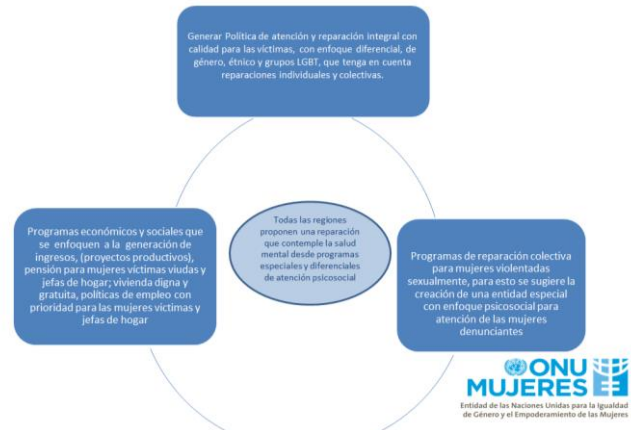 Generar Política de atención y reparación integral con
calidad para las víctimas, con enfoque diferencial, de
género, étnico y grupos LGBT, que tenga en cuenta
reparaciones individuales y colectivas.
Todas las regiones
proponen una reparación
que contemple la salud
mental desde programas
especiales y diferenciales
de atención psicosocial
Programas económicos y sociales que
se enfoquen a la generación de
ingresos, (proyectos productivos),
pensión para mujeres víctimas viudas y
jefas de hogar; vivienda digna y
gratuita, políticas de empleo con
prioridad para las mujeres víctimas y
jefas de hogar
Programas de reparación colectiva
para mujeres violentadas
sexualmente, para esto se sugiere la
creación de una entidad especial
con enfoque psicosocial para
atención de las mujeres
denunciantes
ONU
MUJERES
Entidad de las Naciones Unidas para la Igualdad
de Género y el Empoderamiento de las Mujeres